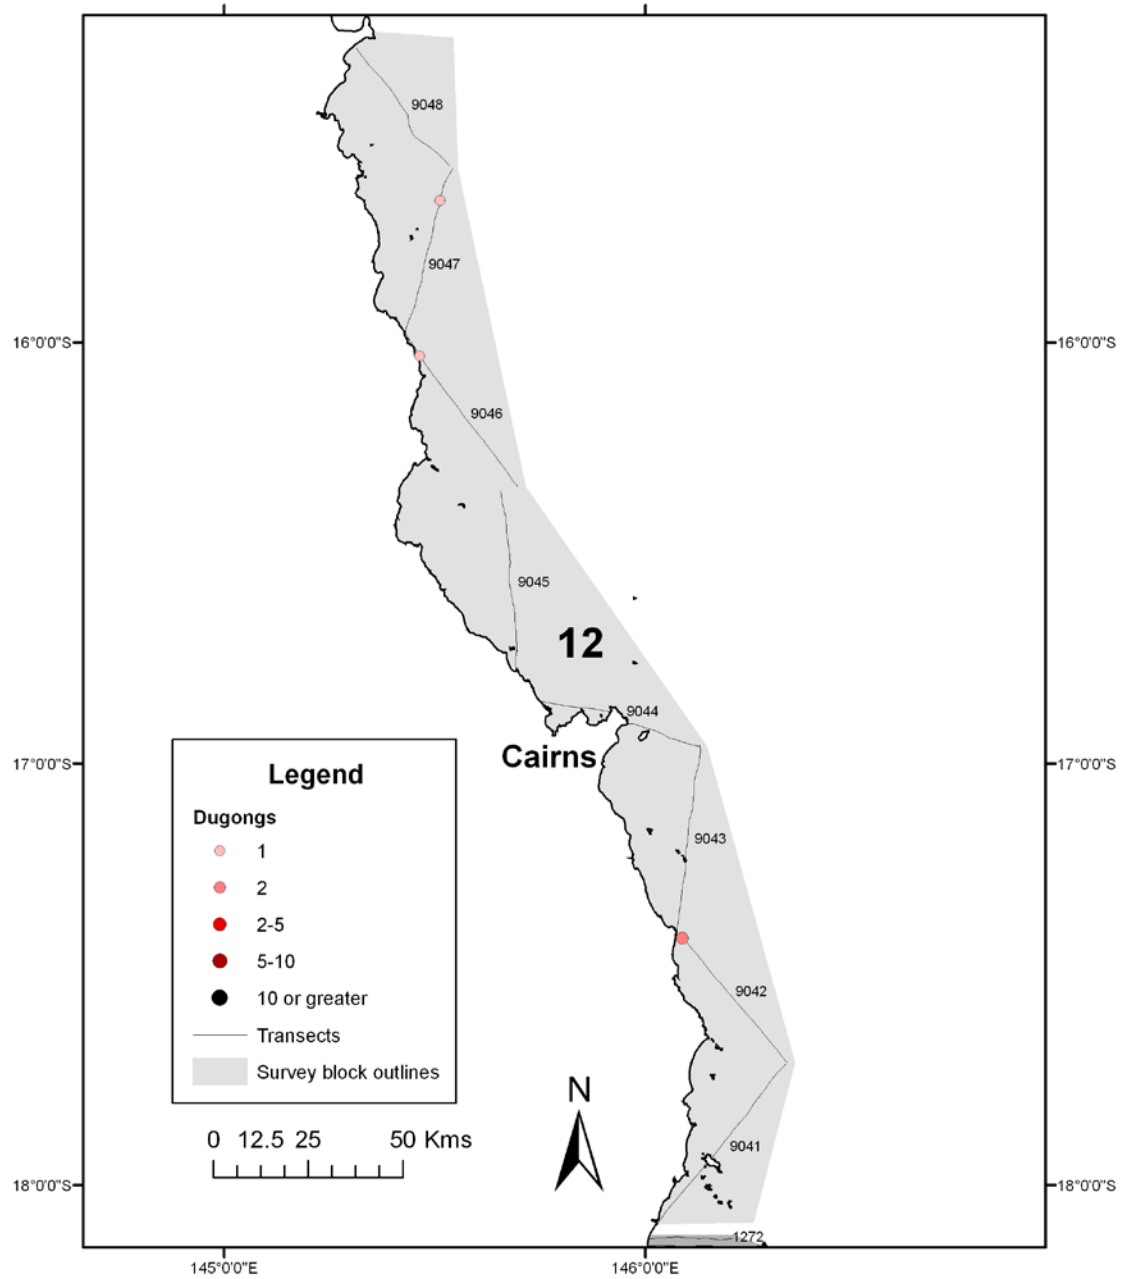 9048
9047
16°0'0"S
16°0'0"S
9046
9045
12
9044
Cairns
17°0'0"S
17°0'0"S
9043
Legend
Dugongs
1
2
2-5
5-10
10 or greater
Transects
Survey block outlines
9042
N
0 12.5 25 50 Kms
9041
18°0'0"S
18°0'0"S
1272
145°0'0"E
146°0'0"E